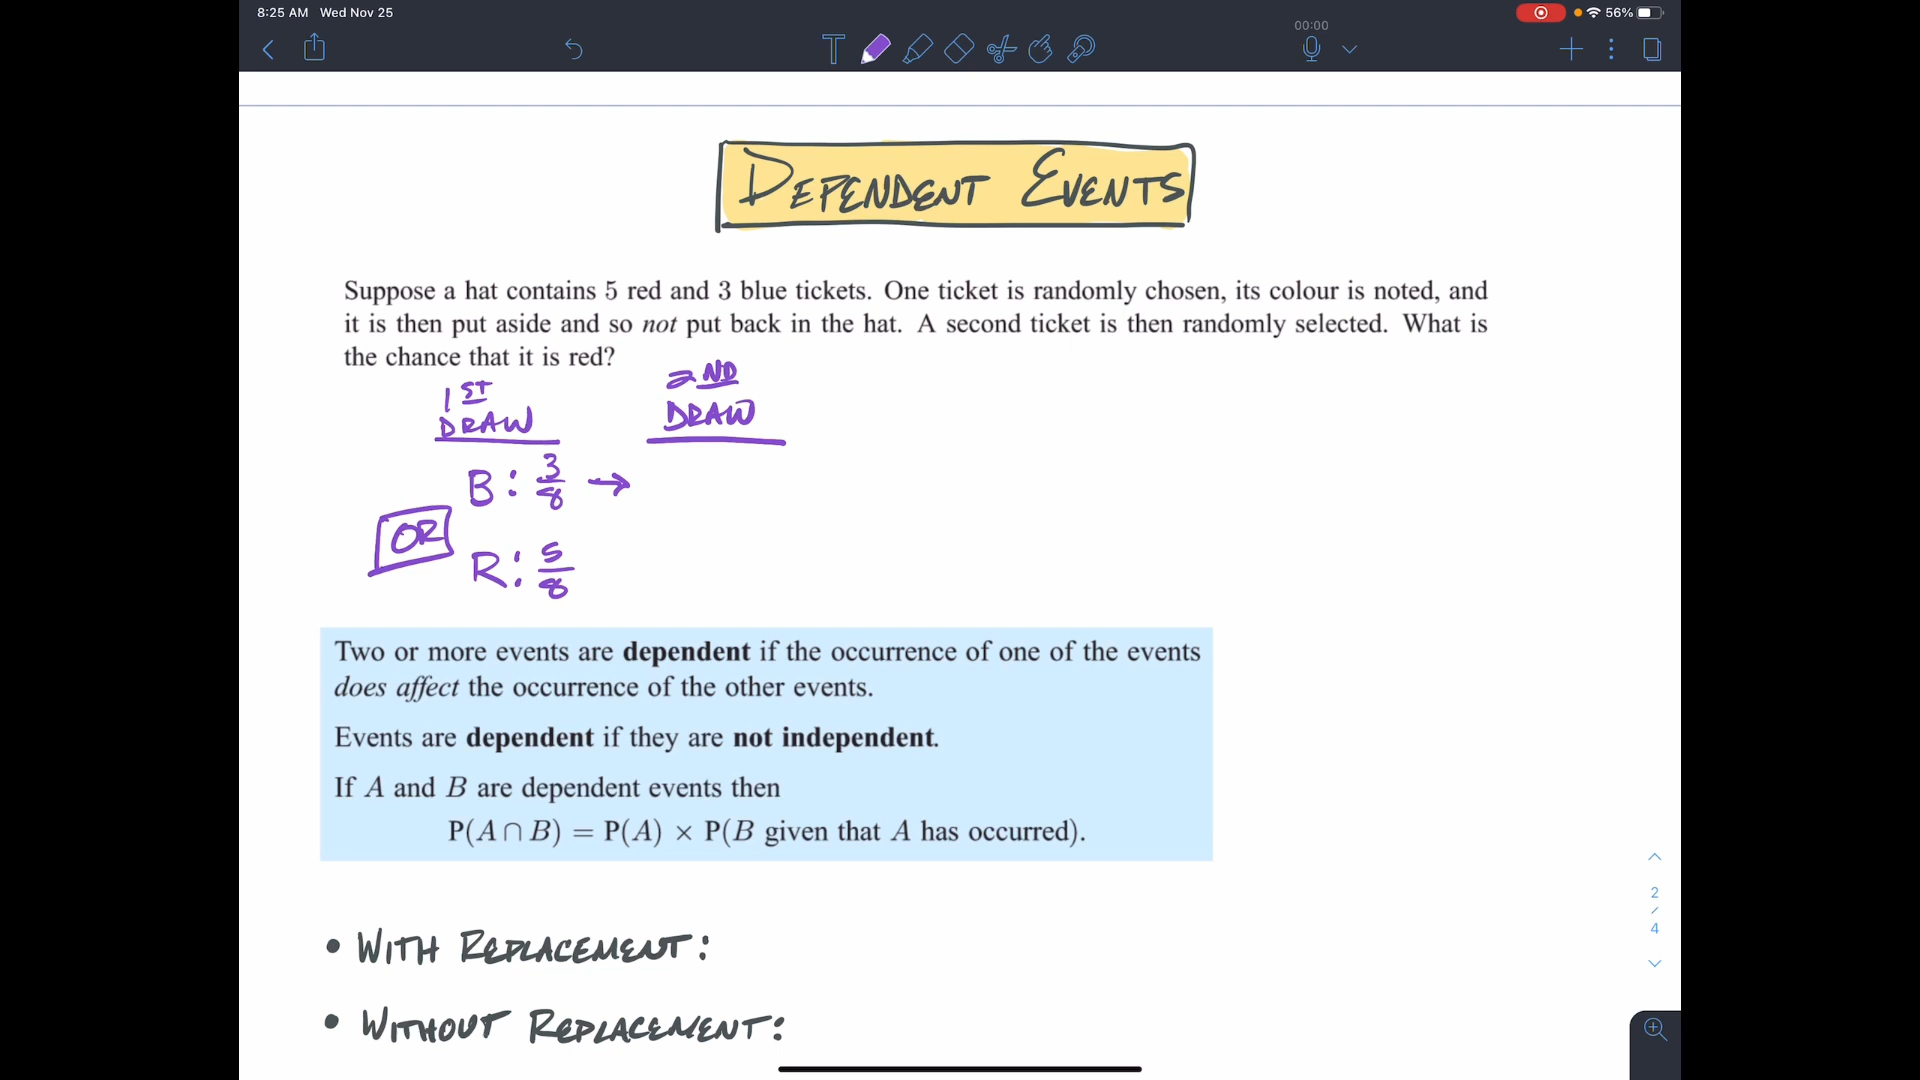 8:25 AM Wed Nov 25
56%
00:00
DEPENDENT EVENTS
Suppose a hat contains 5 red and 3 blue tickets. One ticket is randomly chosen, its colour is noted, and
it is then put aside and so not put back in the hat. A second ticket is then randomly selected. What is
the chance that it is red?
1ST
DRAW
2ND
DRAW
B: 3/8 →
OR
R: 5/8
Two or more events are dependent if the occurrence of one of the events
does affect the occurrence of the other events.
Events are dependent if they are not independent.
If A and B are dependent events then
P(A ∩ B) = P(A) × P(B given that A has occurred).
• WITH REPLACEMENT:
• WITHOUT REPLACEMENT:
2
/
4